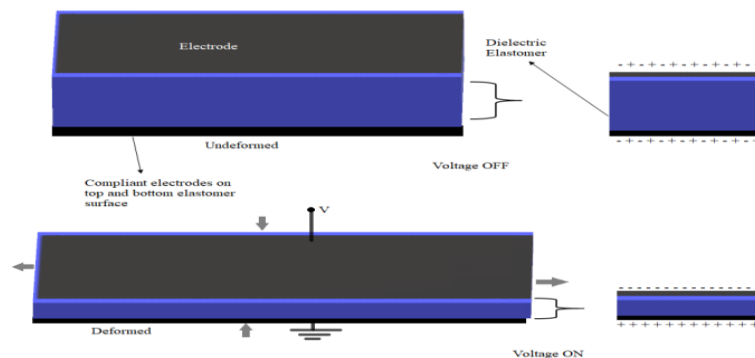 Electrode
Dielectric
Elastomer
- + - + - + - + - +
Undeformed
- + - + - + - + - +
Voltage OFF
Compliant electrodes on
top and bottom elastomer
surface
V
Deformed
Voltage ON